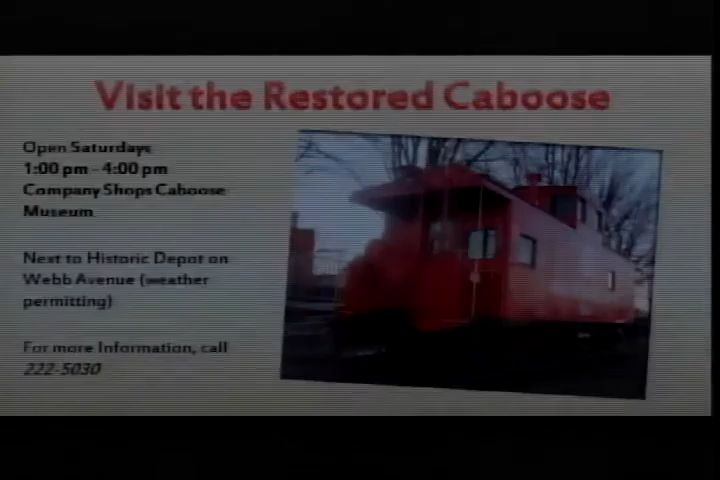 Visit the Restored Caboose
Open Saturdays
1:00 pm - 4:00 pm
Company Shops Caboose
Museum
Next to Historic Depot on
Webb Avenue (weather
permitting)
For more Information, call
222-5030